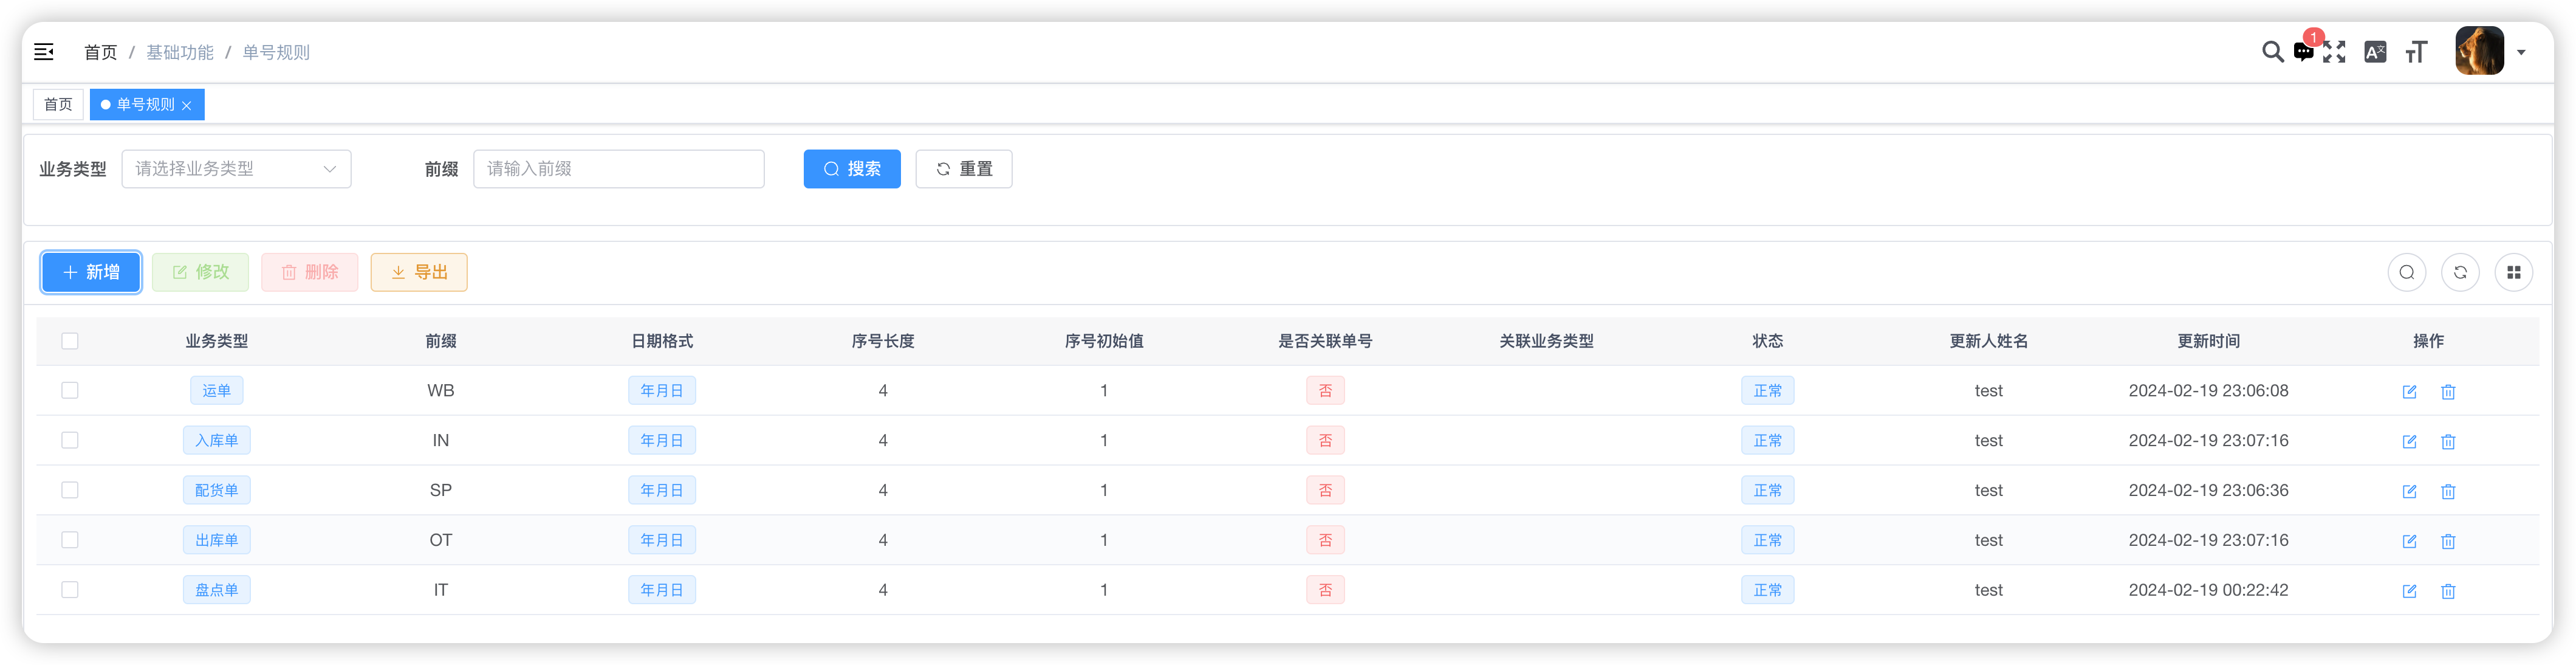 首页 / 基础功能 / 单号规则
1
首页 单号规则
业务类型 请选择业务类型 前缀 请输入前缀 搜索 重置
新增 修改 删除 导出
业务类型 前缀 日期格式 序号长度 序号初始值 是否关联单号 关联业务类型 状态 更新人姓名 更新时间 操作
运单 WB 年月日 4 1 否 正常 test 2024-02-19 23:06:08
入库单 IN 年月日 4 1 否 正常 test 2024-02-19 23:07:16
配货单 SP 年月日 4 1 否 正常 test 2024-02-19 23:06:36
出库单 OT 年月日 4 1 否 正常 test 2024-02-19 23:07:16
盘点单 IT 年月日 4 1 否 正常 test 2024-02-19 00:22:42